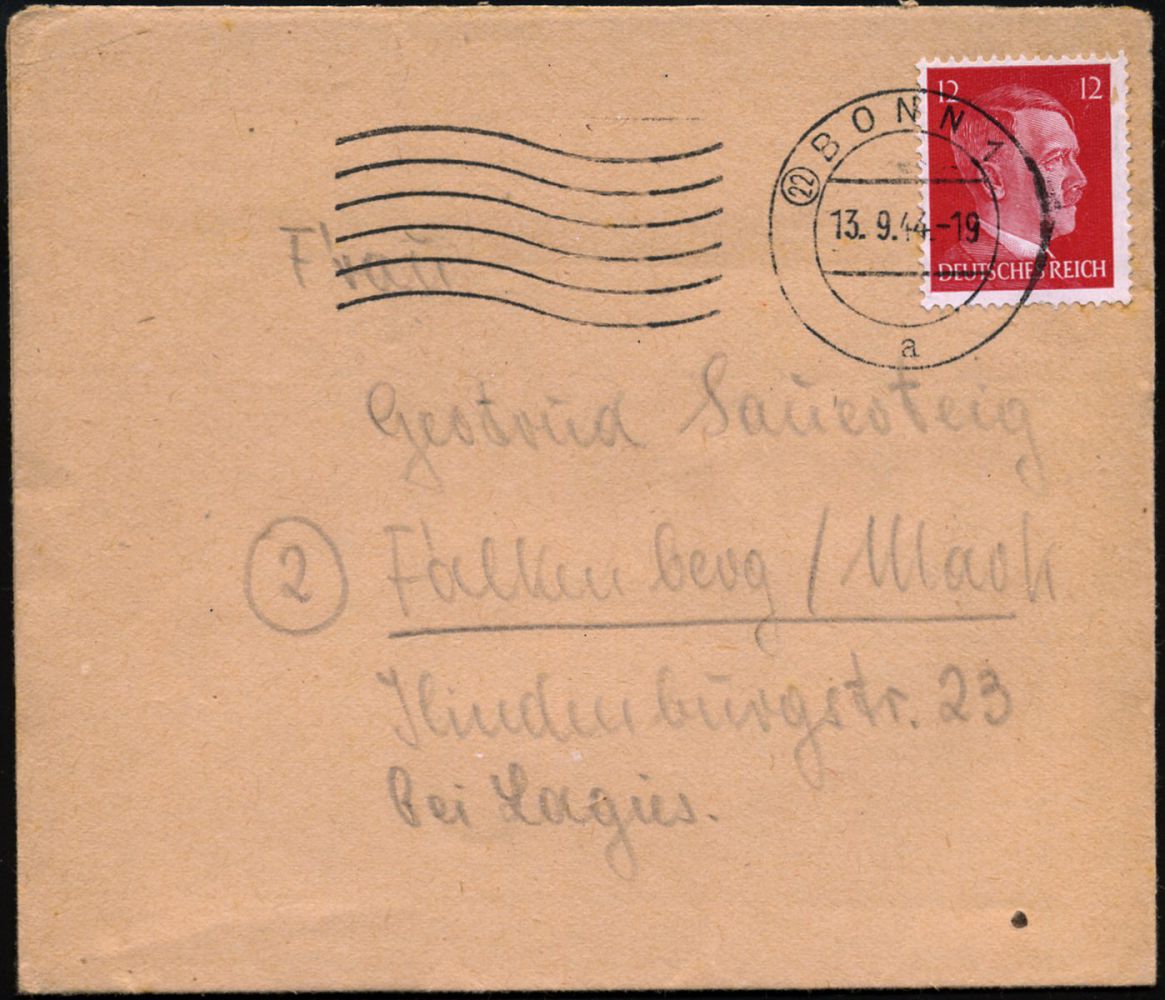 12 12
BONN 1
22
13. 9.44.-19
DEUTSCHES REICH
a
Frau
Gertrud Sauersteig
2 Falkenberg / Mark
Hindenburgstr. 23
bei Lagies.